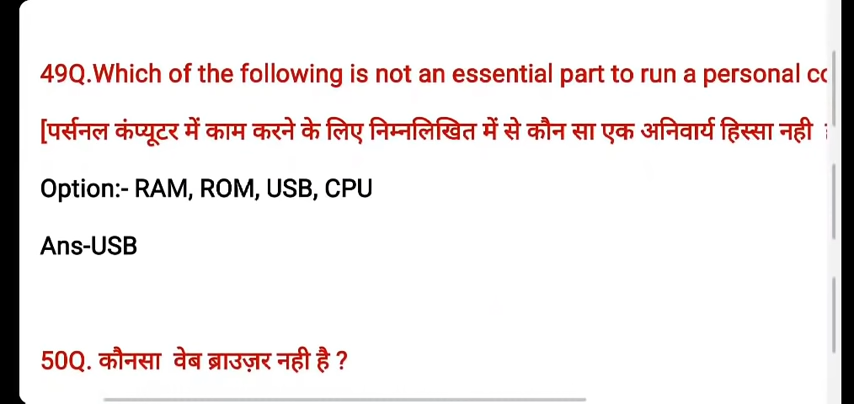 49Q.Which of the following is not an essential part to run a personal
[पर्सनल कंप्यूटर में काम करने के लिए निम्नलिखित में से कौन सा एक अनिवार्य हिस्सा नही
Option:- RAM, ROM, USB, CPU
Ans-USB
50Q. कौनसा वेब ब्राउज़र नही है ?